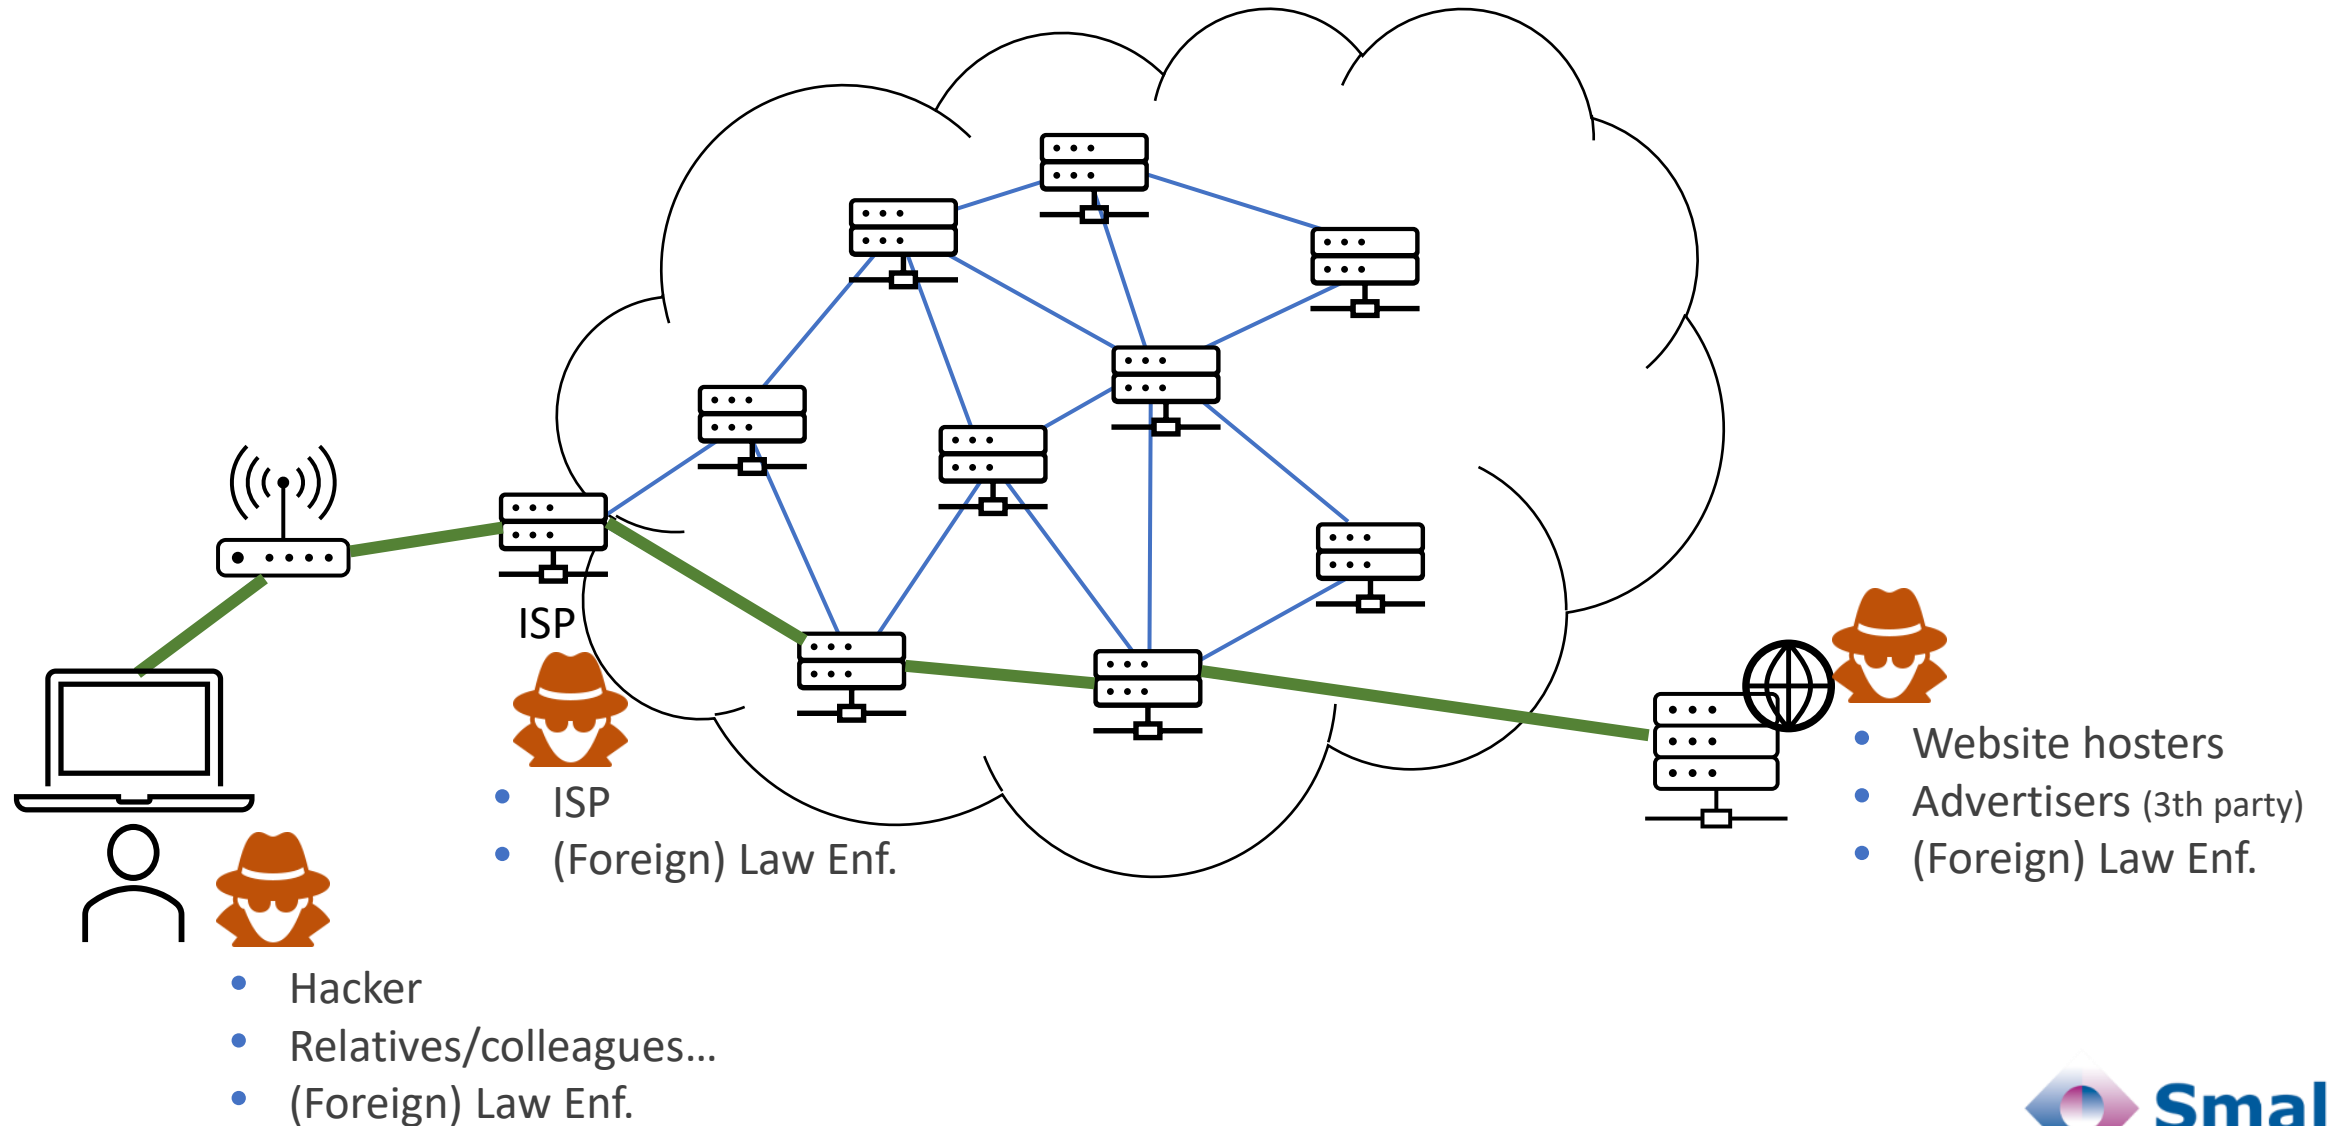 ISP
• ISP
• (Foreign) Law Enf.
• Website hosters
• Advertisers (3th party)
• (Foreign) Law Enf.
• Hacker
• Relatives/colleagues...
• (Foreign) Law Enf.
Smal